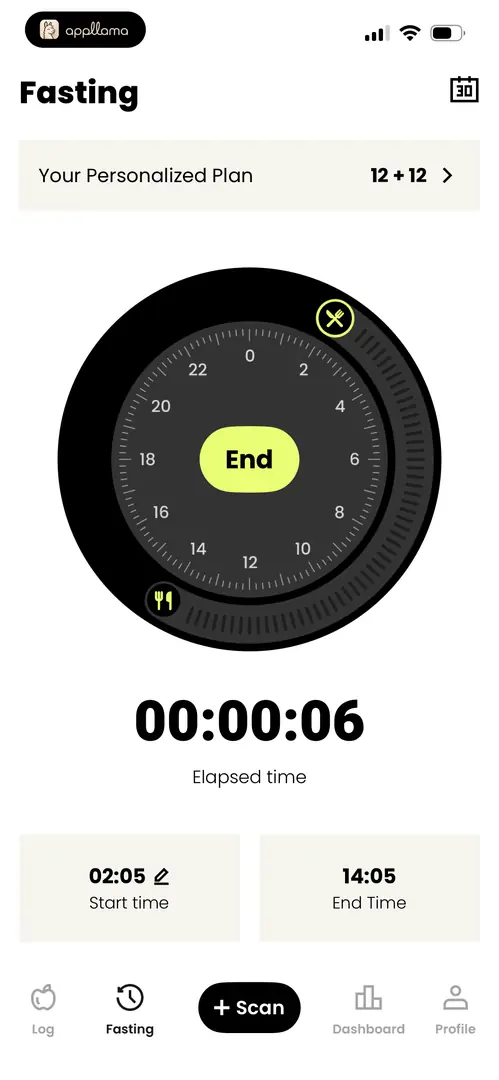 appllama
Fasting
30
Your Personalized Plan
12 + 12
0
2
4
6
8
10
12
14
16
18
20
22
End
00:00:06
Elapsed time
02:05
Start time
14:05
End Time
Log
Fasting
+ Scan
Dashboard
Profile